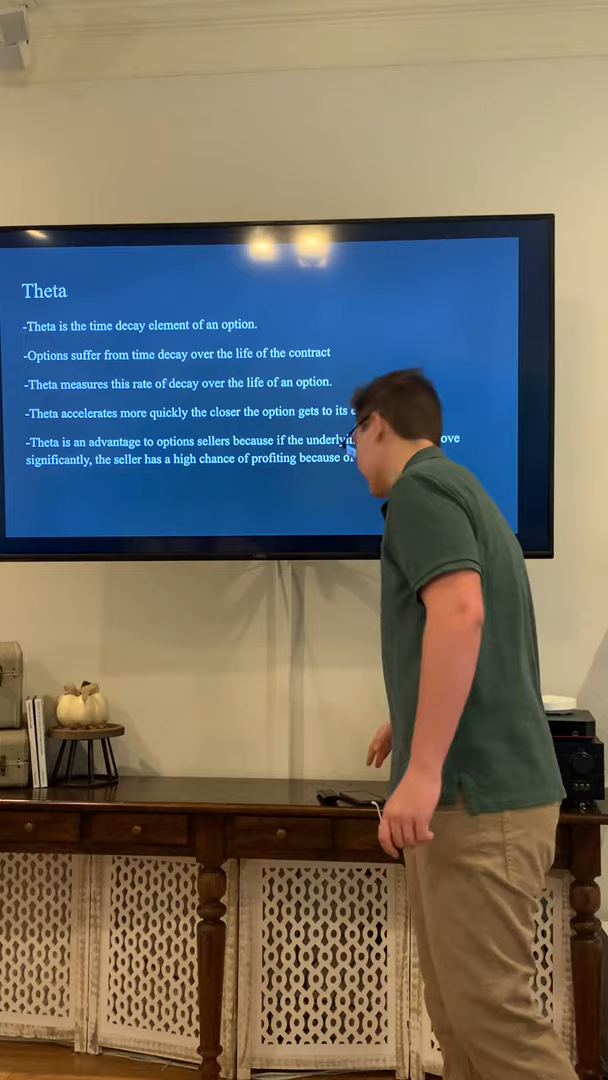 Theta
-Theta is the time decay element of an option.
-Options suffer from time decay over the life of the contract
-Theta measures this rate of decay over the life of an option.
-Theta accelerates more quickly the closer the option gets to its
-Theta is an advantage to options sellers because if the ove
significantly, the seller has a high chance of profiting because